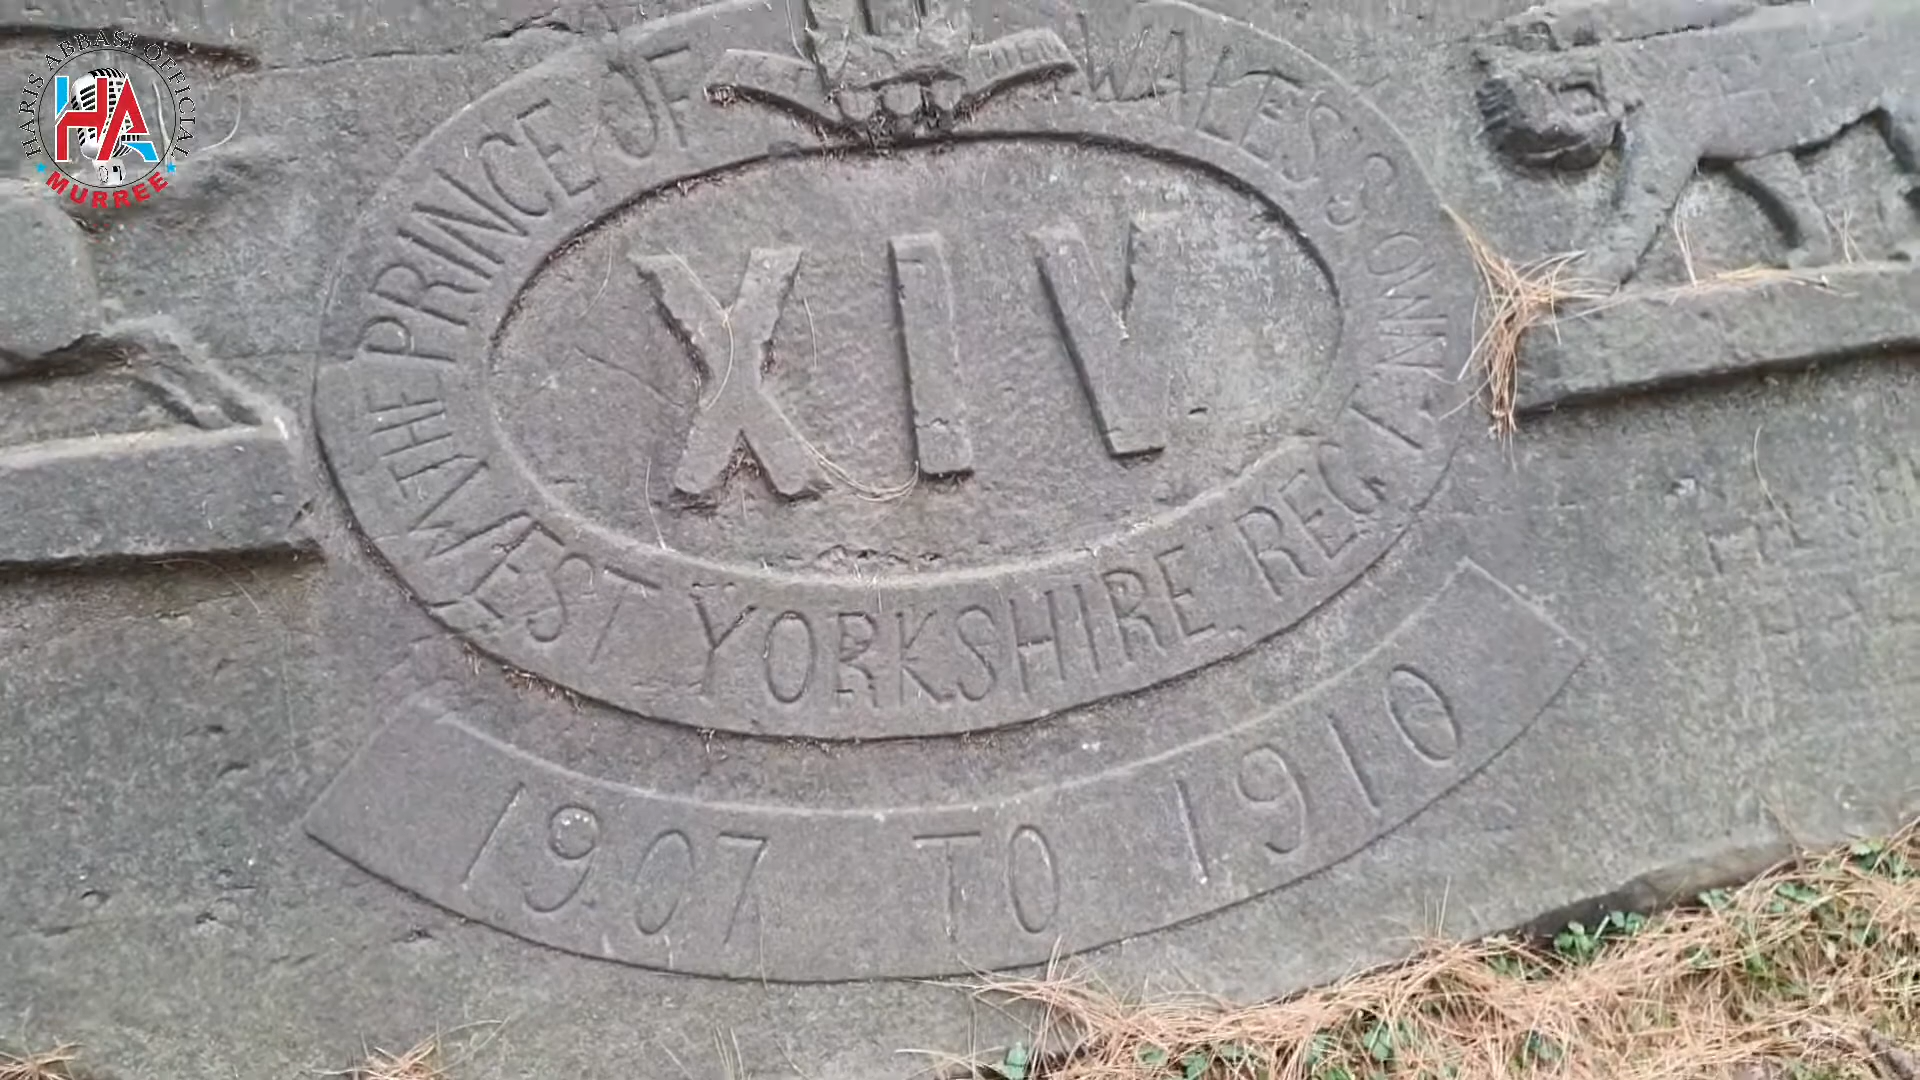 HARIS ABBASI OFFICIAL
HA
MURREE
THE PRINCE OF WALES'S OWN
XIV
WEST YORKSHIRE REGT.
1907 TO 1910